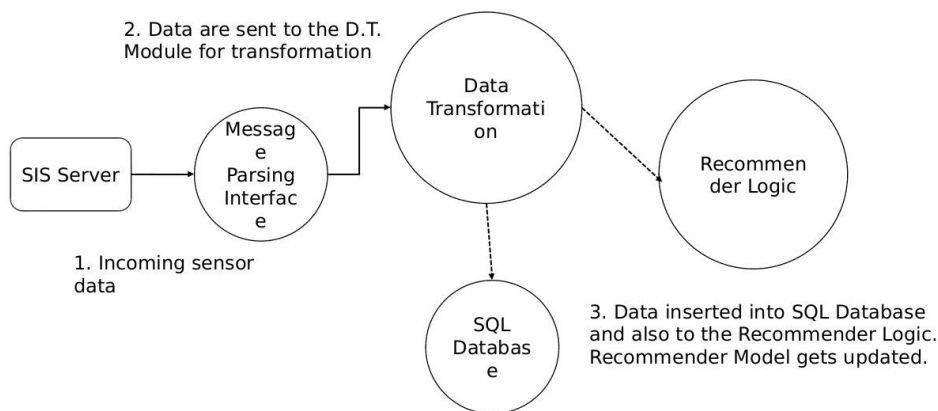 2. Data are sent to the D.T.
Module for transformation
Data
Transformati
on
Messag
e
Parsing
Interfac
e
SIS Server
Recommen
der Logic
1. Incoming sensor
data
SQL
Databas
e
3. Data inserted into SQL Database
and also to the Recommender Logic.
Recommender Model gets updated.